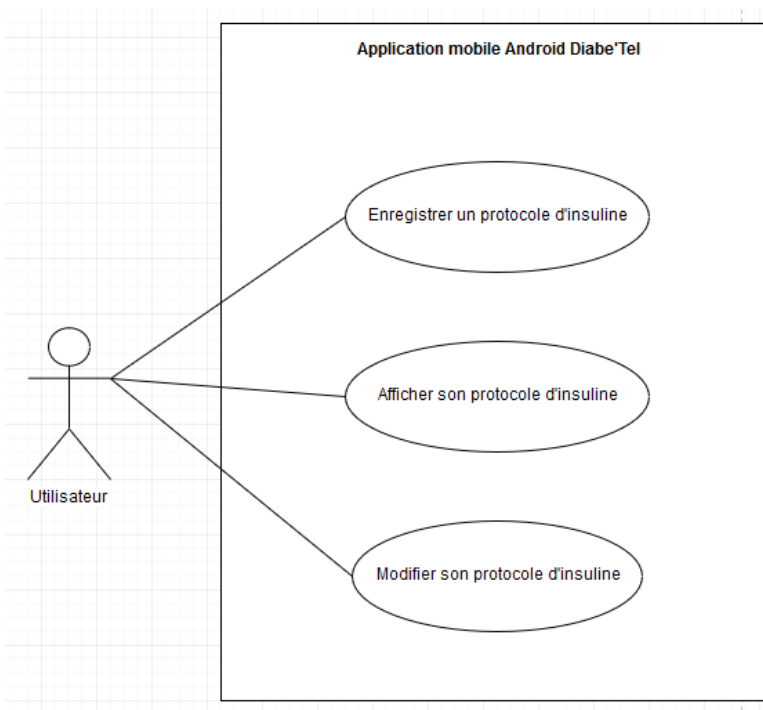 Application mobile Android Diabe'Tel
Enregistrer un protocole d'insuline
Afficher son protocole d'insuline
Utilisateur
Modifier son protocole d'insuline